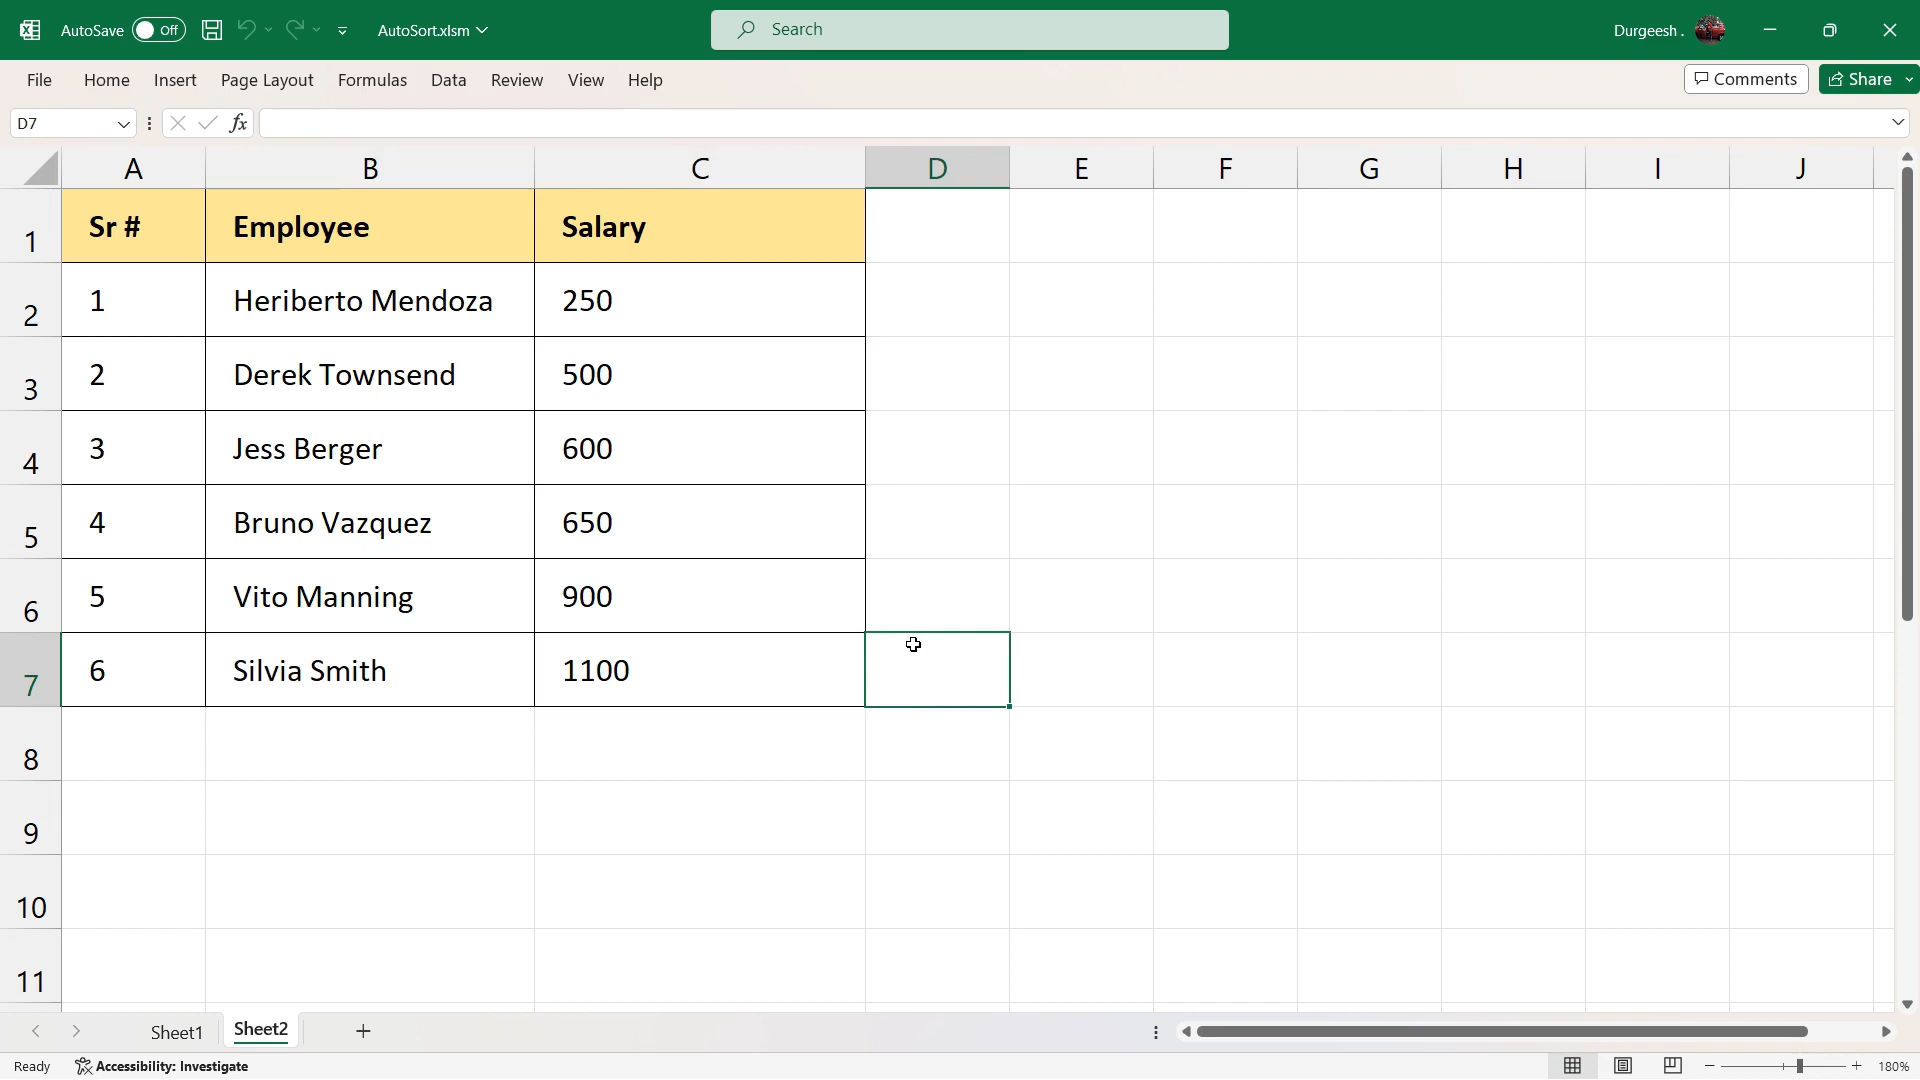 AutoSave Off AutoSort.xlsm Search Durgeesh .
File Home Insert Page Layout Formulas Data Review View Help Comments Share
D7 fx
A B C D E F G H I J
1 Sr # Employee Salary
2 1 Heriberto Mendoza 250
3 2 Derek Townsend 500
4 3 Jess Berger 600
5 4 Bruno Vazquez 650
6 5 Vito Manning 900
7 6 Silvia Smith 1100
8
9
10
11
Sheet1 Sheet2
Ready Accessibility: Investigate 180%